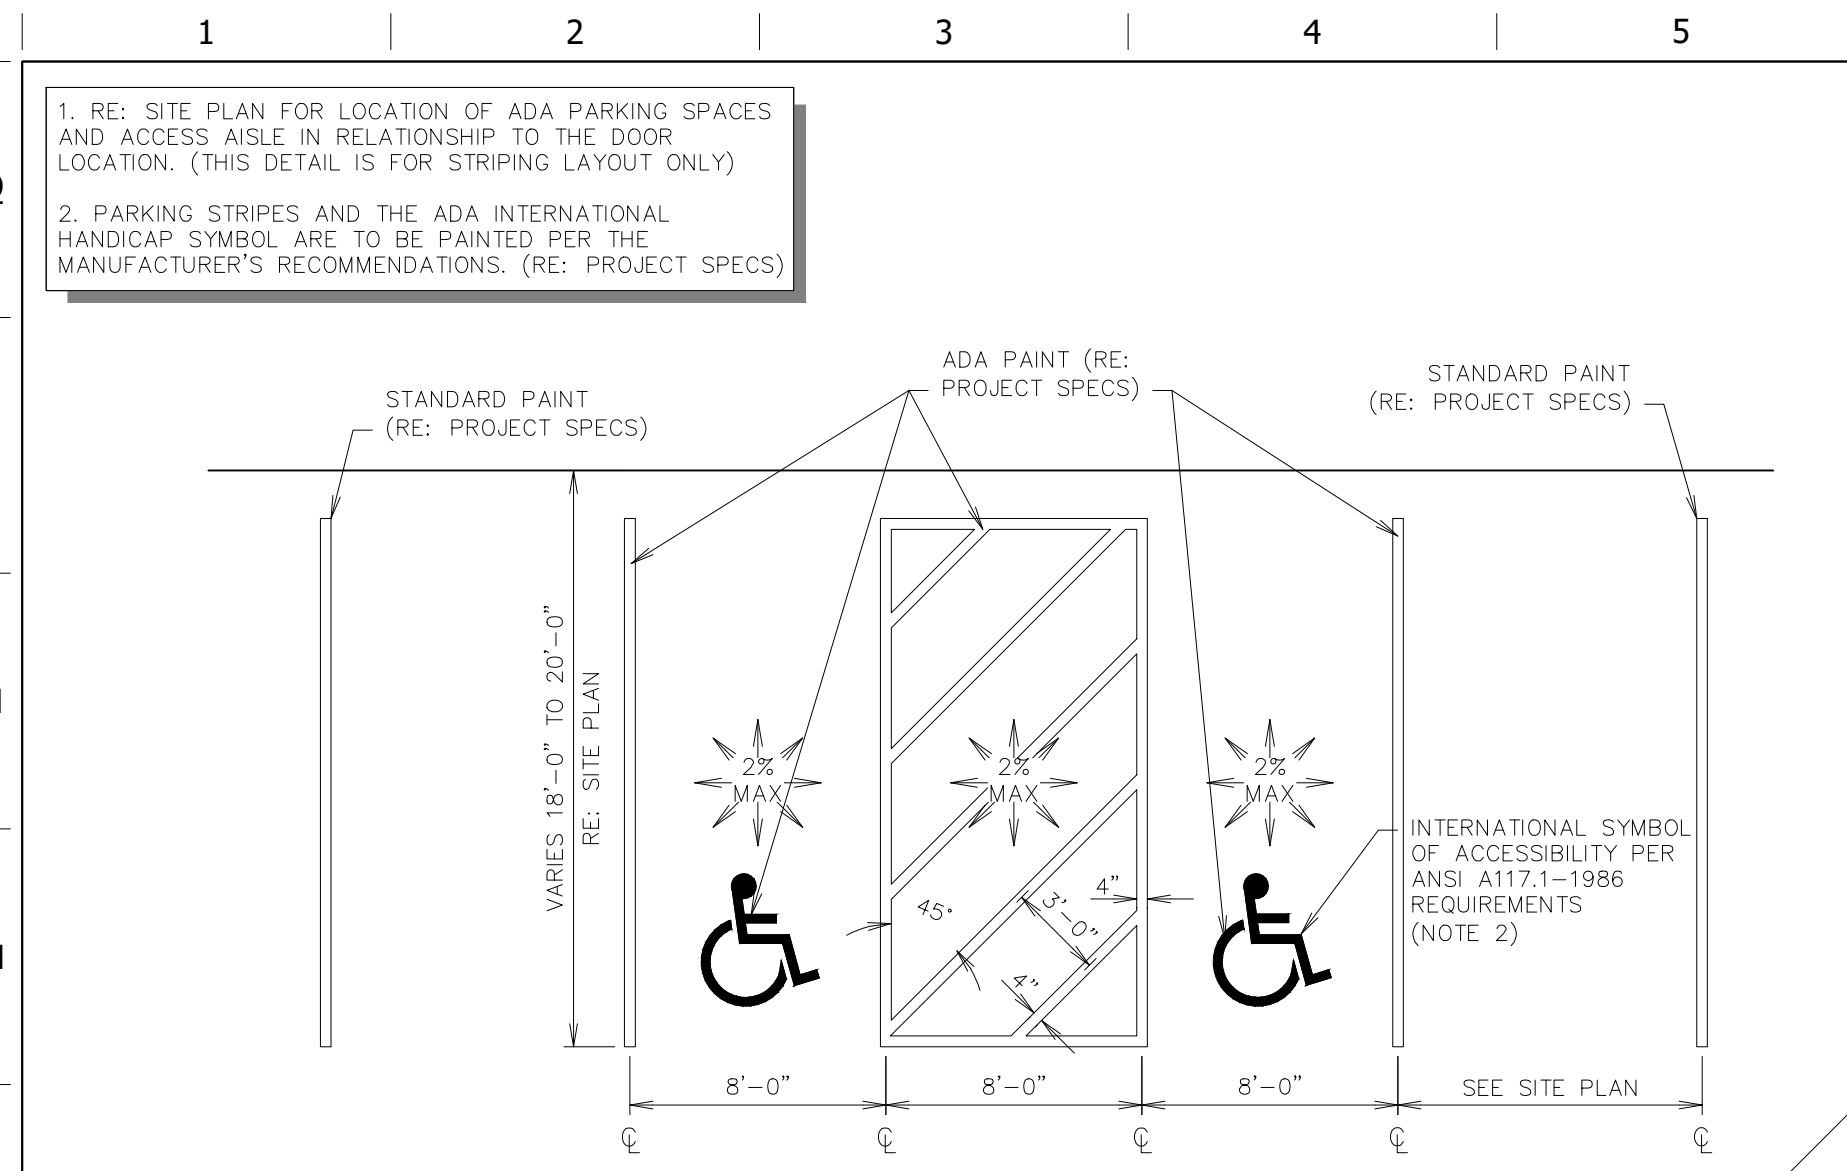 1 2 3 4 5
1. RE: SITE PLAN FOR LOCATION OF ADA PARKING SPACES
AND ACCESS AISLE IN RELATIONSHIP TO THE DOOR
LOCATION. (THIS DETAIL IS FOR STRIPING LAYOUT ONLY)
2. PARKING STRIPES AND THE ADA INTERNATIONAL
HANDICAP SYMBOL ARE TO BE PAINTED PER THE
MANUFACTURER'S RECOMMENDATIONS. (RE: PROJECT SPECS)
STANDARD PAINT
(RE: PROJECT SPECS)
ADA PAINT (RE:
PROJECT SPECS)
STANDARD PAINT
(RE: PROJECT SPECS)
VARIES 18'-0" TO 20'-0"
RE: SITE PLAN
2%
MAX
2%
MAX
2%
MAX
INTERNATIONAL SYMBOL
OF ACCESSIBILITY PER
ANSI A117.1-1986
REQUIREMENTS
(NOTE 2)
45°
3'-0"
4"
4"
8'-0"
8'-0"
8'-0"
SEE SITE PLAN
℄ ℄ ℄ ℄ ℄